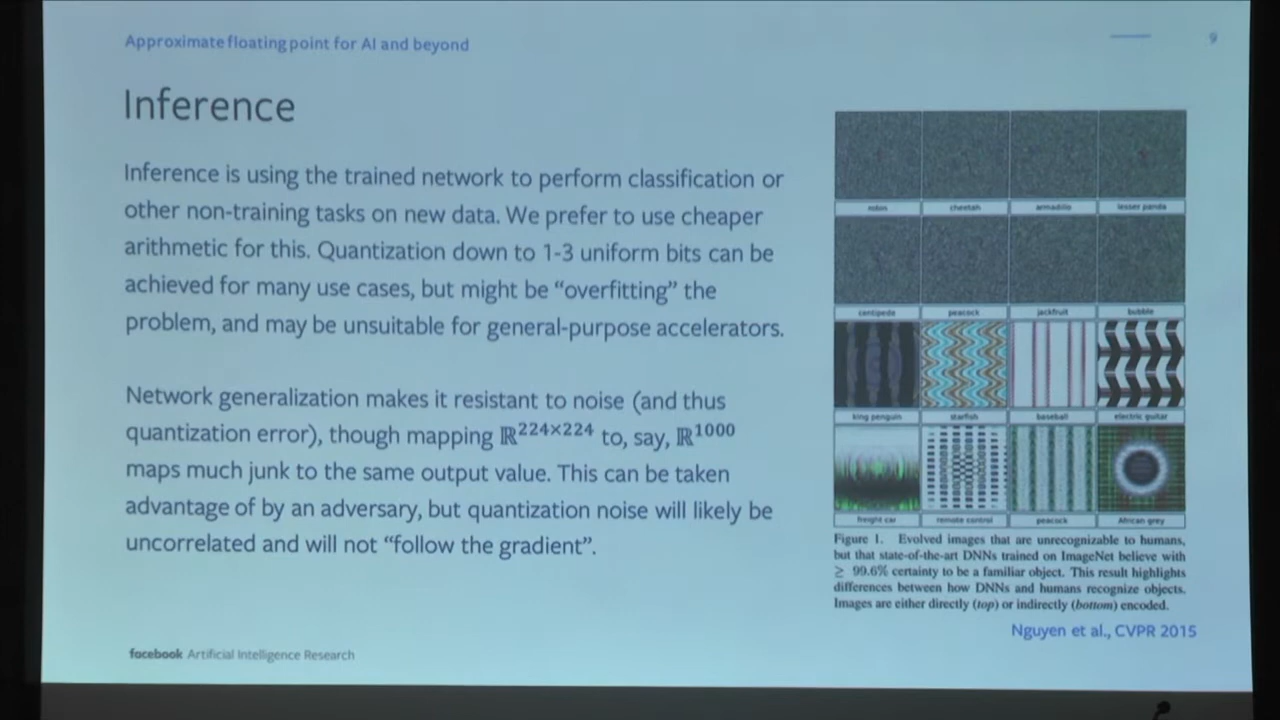 Approximate floating point for AI and beyond
9
Inference
Inference is using the trained network to perform classification or
other non-training tasks on new data. We prefer to use cheaper
arithmetic for this. Quantization down to 1-3 uniform bits can be
achieved for many use cases, but might be “overfitting” the
problem, and may be unsuitable for general-purpose accelerators.
Network generalization makes it resistant to noise (and thus
quantization error), though mapping ℝ²²⁴ˣ²²⁴ to, say, ℝ¹⁰⁰⁰
maps much junk to the same output value. This can be taken
advantage of by an adversary, but quantization noise will likely be
uncorrelated and will not “follow the gradient”.
robin cheetah armadillo lesser panda
centipede peacock jackfruit bubble
king penguin starfish baseball electric guitar
freight car remote control peacock African grey
Figure 1. Evolved images that are unrecognizable to humans,
but that state-of-the-art DNNs trained on ImageNet believe with
≥ 99.6% certainty to be a familiar object. This result highlights
differences between how DNNs and humans recognize objects.
Images are either directly (top) or indirectly (bottom) encoded.
Nguyen et al., CVPR 2015
facebook Artificial Intelligence Research